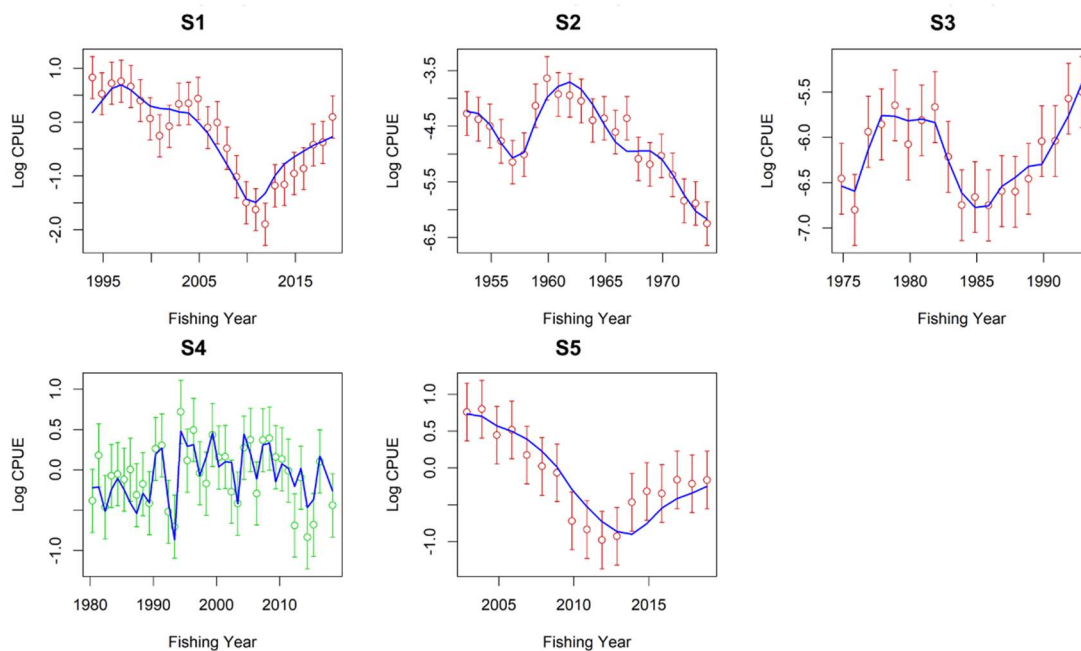 S1
Log CPUE
1.0
0.0
-1.0
-2.0
1995
2005
2015
Fishing Year
S2
Log CPUE
-3.5
-4.5
-5.5
-6.5
1955
1960
1965
1970
Fishing Year
S3
Log CPUE
-5.5
-6.0
-6.5
-7.0
1975
1980
1985
1990
Fishing Year
S4
Log CPUE
1.0
0.5
0.0
-1.0
1980
1990
2000
2010
Fishing Year
S5
Log CPUE
1.0
0.5
0.0
-1.0
2005
2010
2015
Fishing Year